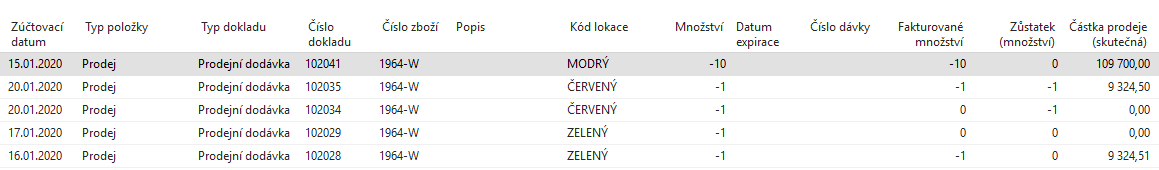 Zúčtovací datum Typ položky Typ dokladu Číslo dokladu Číslo zboží Popis Kód lokace Množství Datum expirace Číslo dávky Fakturované množství Zůstatek (množství) Částka prodeje (skutečná)
15.01.2020 Prodej Prodejní dodávka 102041 1964-W MODRÝ -10 -10 0 109 700,00
20.01.2020 Prodej Prodejní dodávka 102035 1964-W ČERVENÝ -1 -1 -1 9 324,50
20.01.2020 Prodej Prodejní dodávka 102034 1964-W ČERVENÝ -1 0 -1 0,00
17.01.2020 Prodej Prodejní dodávka 102029 1964-W ZELENÝ -1 0 0 0,00
16.01.2020 Prodej Prodejní dodávka 102028 1964-W ZELENÝ -1 -1 0 9 324,51